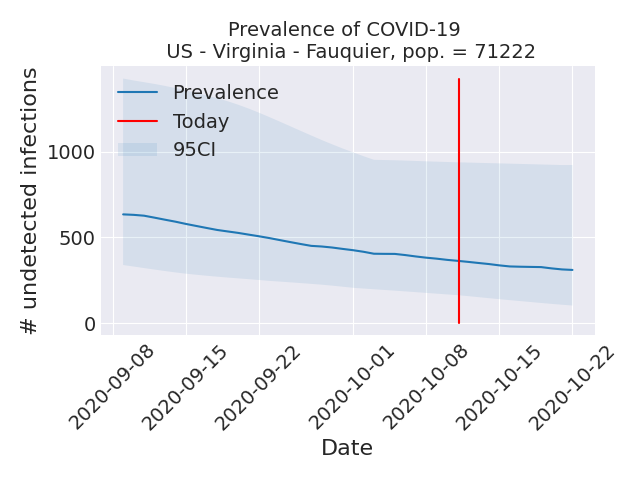 Prevalence of COVID-19
US - Virginia - Fauquier, pop. = 71222
# undetected infections
1000
500
0
Prevalence
Today
95CI
2020-09-08
2020-09-15
2020-09-22
2020-10-01
2020-10-08
2020-10-15
2020-10-22
Date